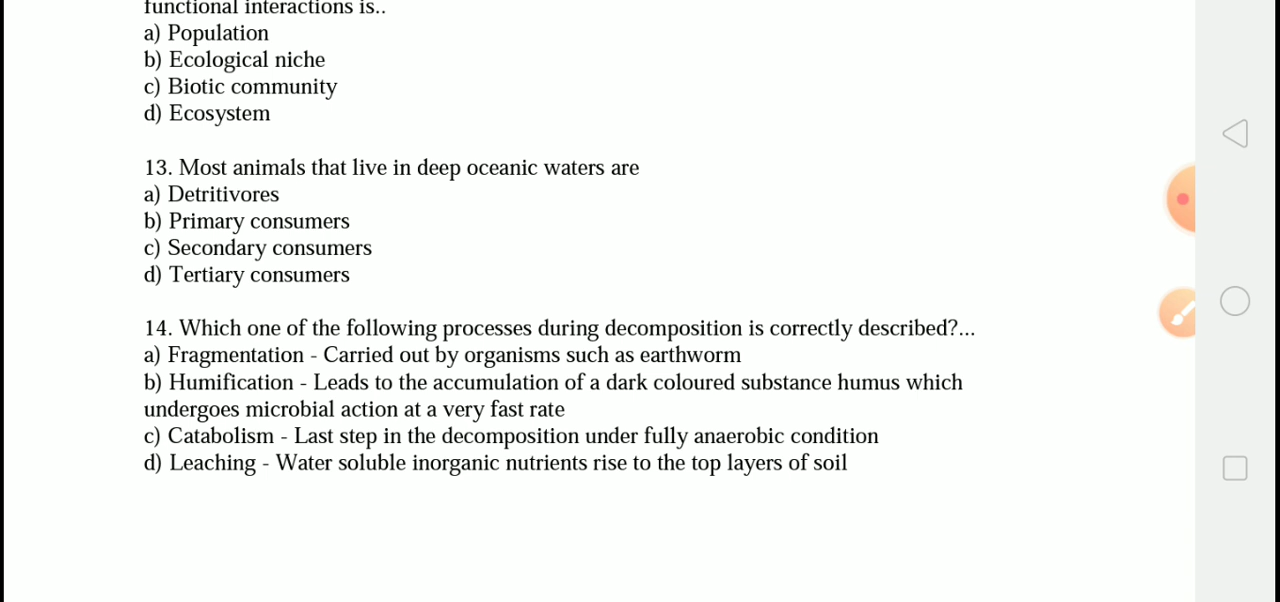 functional interactions is..
a) Population
b) Ecological niche
c) Biotic community
d) Ecosystem
13. Most animals that live in deep oceanic waters are
a) Detritivores
b) Primary consumers
c) Secondary consumers
d) Tertiary consumers
14. Which one of the following processes during decomposition is correctly described?...
a) Fragmentation - Carried out by organisms such as earthworm
b) Humification - Leads to the accumulation of a dark coloured substance humus which
undergoes microbial action at a very fast rate
c) Catabolism - Last step in the decomposition under fully anaerobic condition
d) Leaching - Water soluble inorganic nutrients rise to the top layers of soil